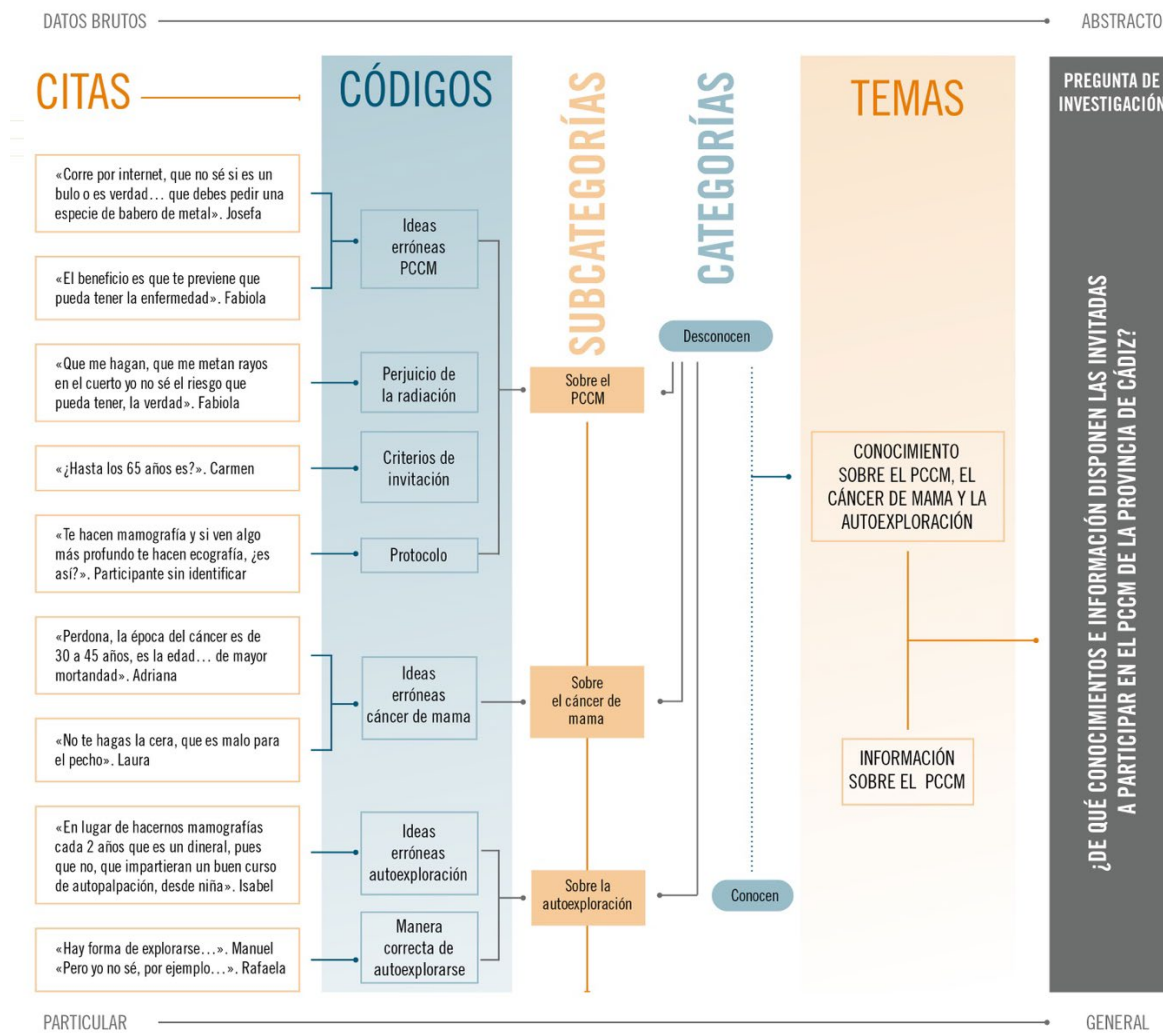 DATOS BRUTOS
ABSTRACTO
CITAS
CÓDIGOS
SUBCATEGORÍAS
CATEGORÍAS
TEMAS
PREGUNTA DE
INVESTIGACIÓN
«Corre por internet, que no sé si es un
bulo o es verdad… que debes pedir una
especie de babero de metal». Josefa
«El beneficio es que te previene que
pueda tener la enfermedad». Fabiola
«Que me hagan, que me metan rayos
en el cuerto yo no sé el riesgo que
pueda tener, la verdad». Fabiola
«¿Hasta los 65 años es?». Carmen
«Te hacen mamografía y si ven algo
más profundo te hacen ecografía, ¿es
así?». Participante sin identificar
«Perdona, la época del cáncer es de
30 a 45 años, es la edad… de mayor
mortandad». Adriana
«No te hagas la cera, que es malo para
el pecho». Laura
«En lugar de hacernos mamografías
cada 2 años que es un dineral, pues
que no, que impartieran un buen curso
de autopalpación, desde niña». Isabel
«Hay forma de explorarse…». Manuel
«Pero yo no sé, por ejemplo…». Rafaela
Ideas
erróneas
PCCM
Perjuicio de
la radiación
Criterios de
invitación
Protocolo
Ideas
erróneas
cáncer de mama
Ideas
erróneas
autoexploración
Manera
correcta de
autoexplorarse
Sobre el
PCCM
Sobre
el cáncer de
mama
Sobre la
autoexploración
Desconocen
Conocen
CONOCIMIENTO
SOBRE EL PCCM, EL
CÁNCER DE MAMA Y LA
AUTOEXPLORACIÓN
INFORMACIÓN
SOBRE EL PCCM
¿DE QUÉ CONOCIMIENTOS E INFORMACIÓN DISPONEN LAS INVITADAS
A PARTICIPAR EN EL PCCM DE LA PROVINCIA DE CÁDIZ?
PARTICULAR
GENERAL